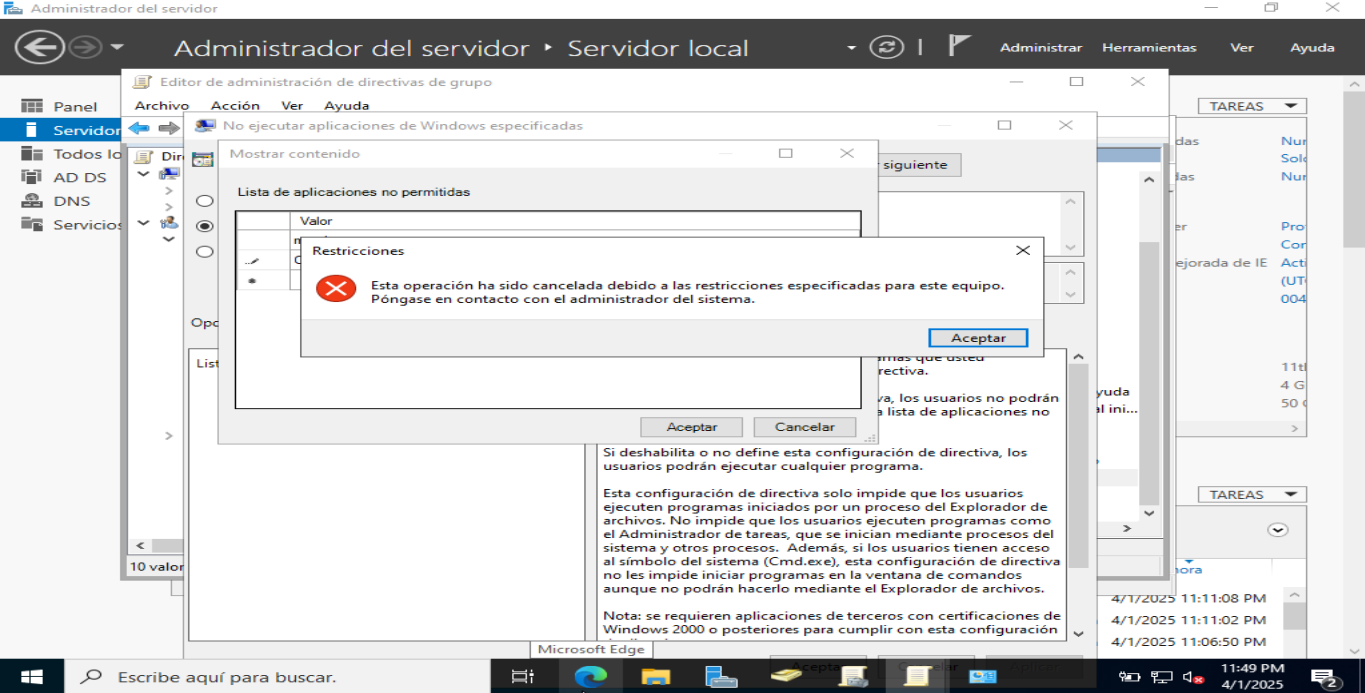 Administrador del servidor
Administrador del servidor ‣ Servidor local
Administrar Herramientas Ver Ayuda
Editor de administración de directivas de grupo
Archivo Acción Ver Ayuda
Panel
Servidor
Todos lo
AD DS
DNS
Servicios
TAREAS
No ejecutar aplicaciones de Windows especificadas
Dire
siguiente
Mostrar contenido
Lista de aplicaciones no permitidas
Valor
Restricciones
Esta operación ha sido cancelada debido a las restricciones especificadas para este equipo.
Póngase en contacto con el administrador del sistema.
Aceptar
Aceptar Cancelar
Opc
List
mas que usted
rectiva.
va, los usuarios no podrán
a lista de aplicaciones no
Si deshabilita o no define esta configuración de directiva, los
usuarios podrán ejecutar cualquier programa.
Esta configuración de directiva solo impide que los usuarios
ejecuten programas iniciados por un proceso del Explorador de
archivos. No impide que los usuarios ejecuten programas como
el Administrador de tareas, que se inician mediante procesos del
sistema y otros procesos. Además, si los usuarios tienen acceso
al símbolo del sistema (Cmd.exe), esta configuración de directiva
no les impide iniciar programas en la ventana de comandos
aunque no podrán hacerlo mediante el Explorador de archivos.
Nota: se requieren aplicaciones de terceros con certificaciones de
Windows 2000 o posteriores para cumplir con esta configuración
10 valor
yuda
al ini...
das
das
er
ejorada de IE
Nun
Solo
Nun
Pro
Con
Acti
(UT
004
11th
4 G
50
TAREAS
hora
4/1/2025 11:11:08 PM
4/1/2025 11:11:02 PM
4/1/2025 11:06:50 PM
Microsoft Edge
Aceptar Cancelar Aplicar
Escribe aquí para buscar.
11:49 PM
4/1/2025
2